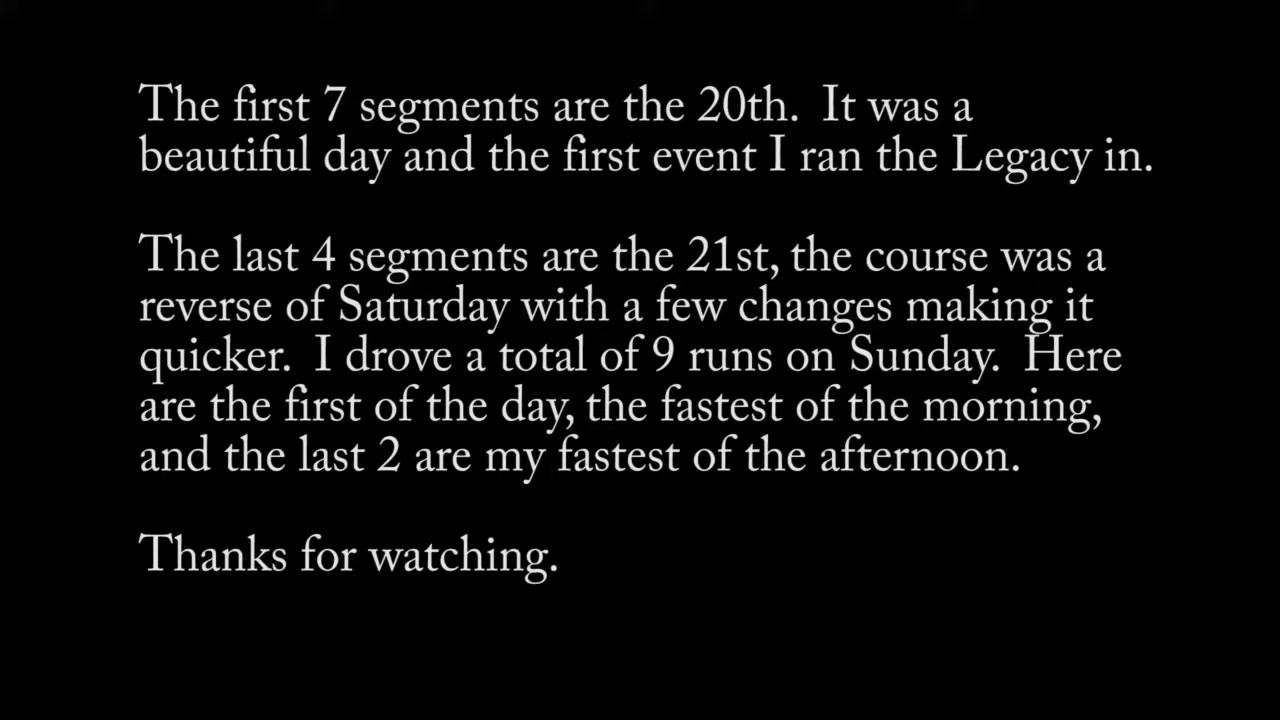 The first 7 segments are the 20th.  It was a
beautiful day and the first event I ran the Legacy in.
The last 4 segments are the 21st, the course was a
reverse of Saturday with a few changes making it
quicker.  I drove a total of 9 runs on Sunday.  Here
are the first of the day, the fastest of the morning,
and the last 2 are my fastest of the afternoon.
Thanks for watching.